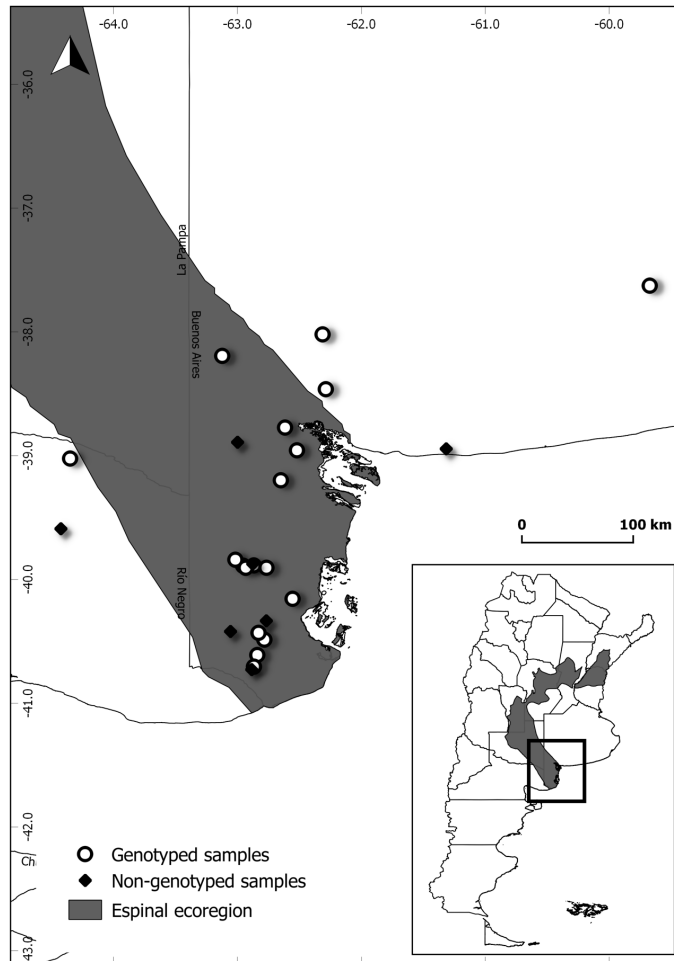 -64.0 -63.0 -62.0 -61.0 -60.0
-36.0
-37.0
La Pampa
Buenos Aires
-38.0
-39.0
0 100 km
-40.0
Río Negro
-41.0
-42.0
Genotyped samples
Non-genotyped samples
Espinal ecoregion
-43.0